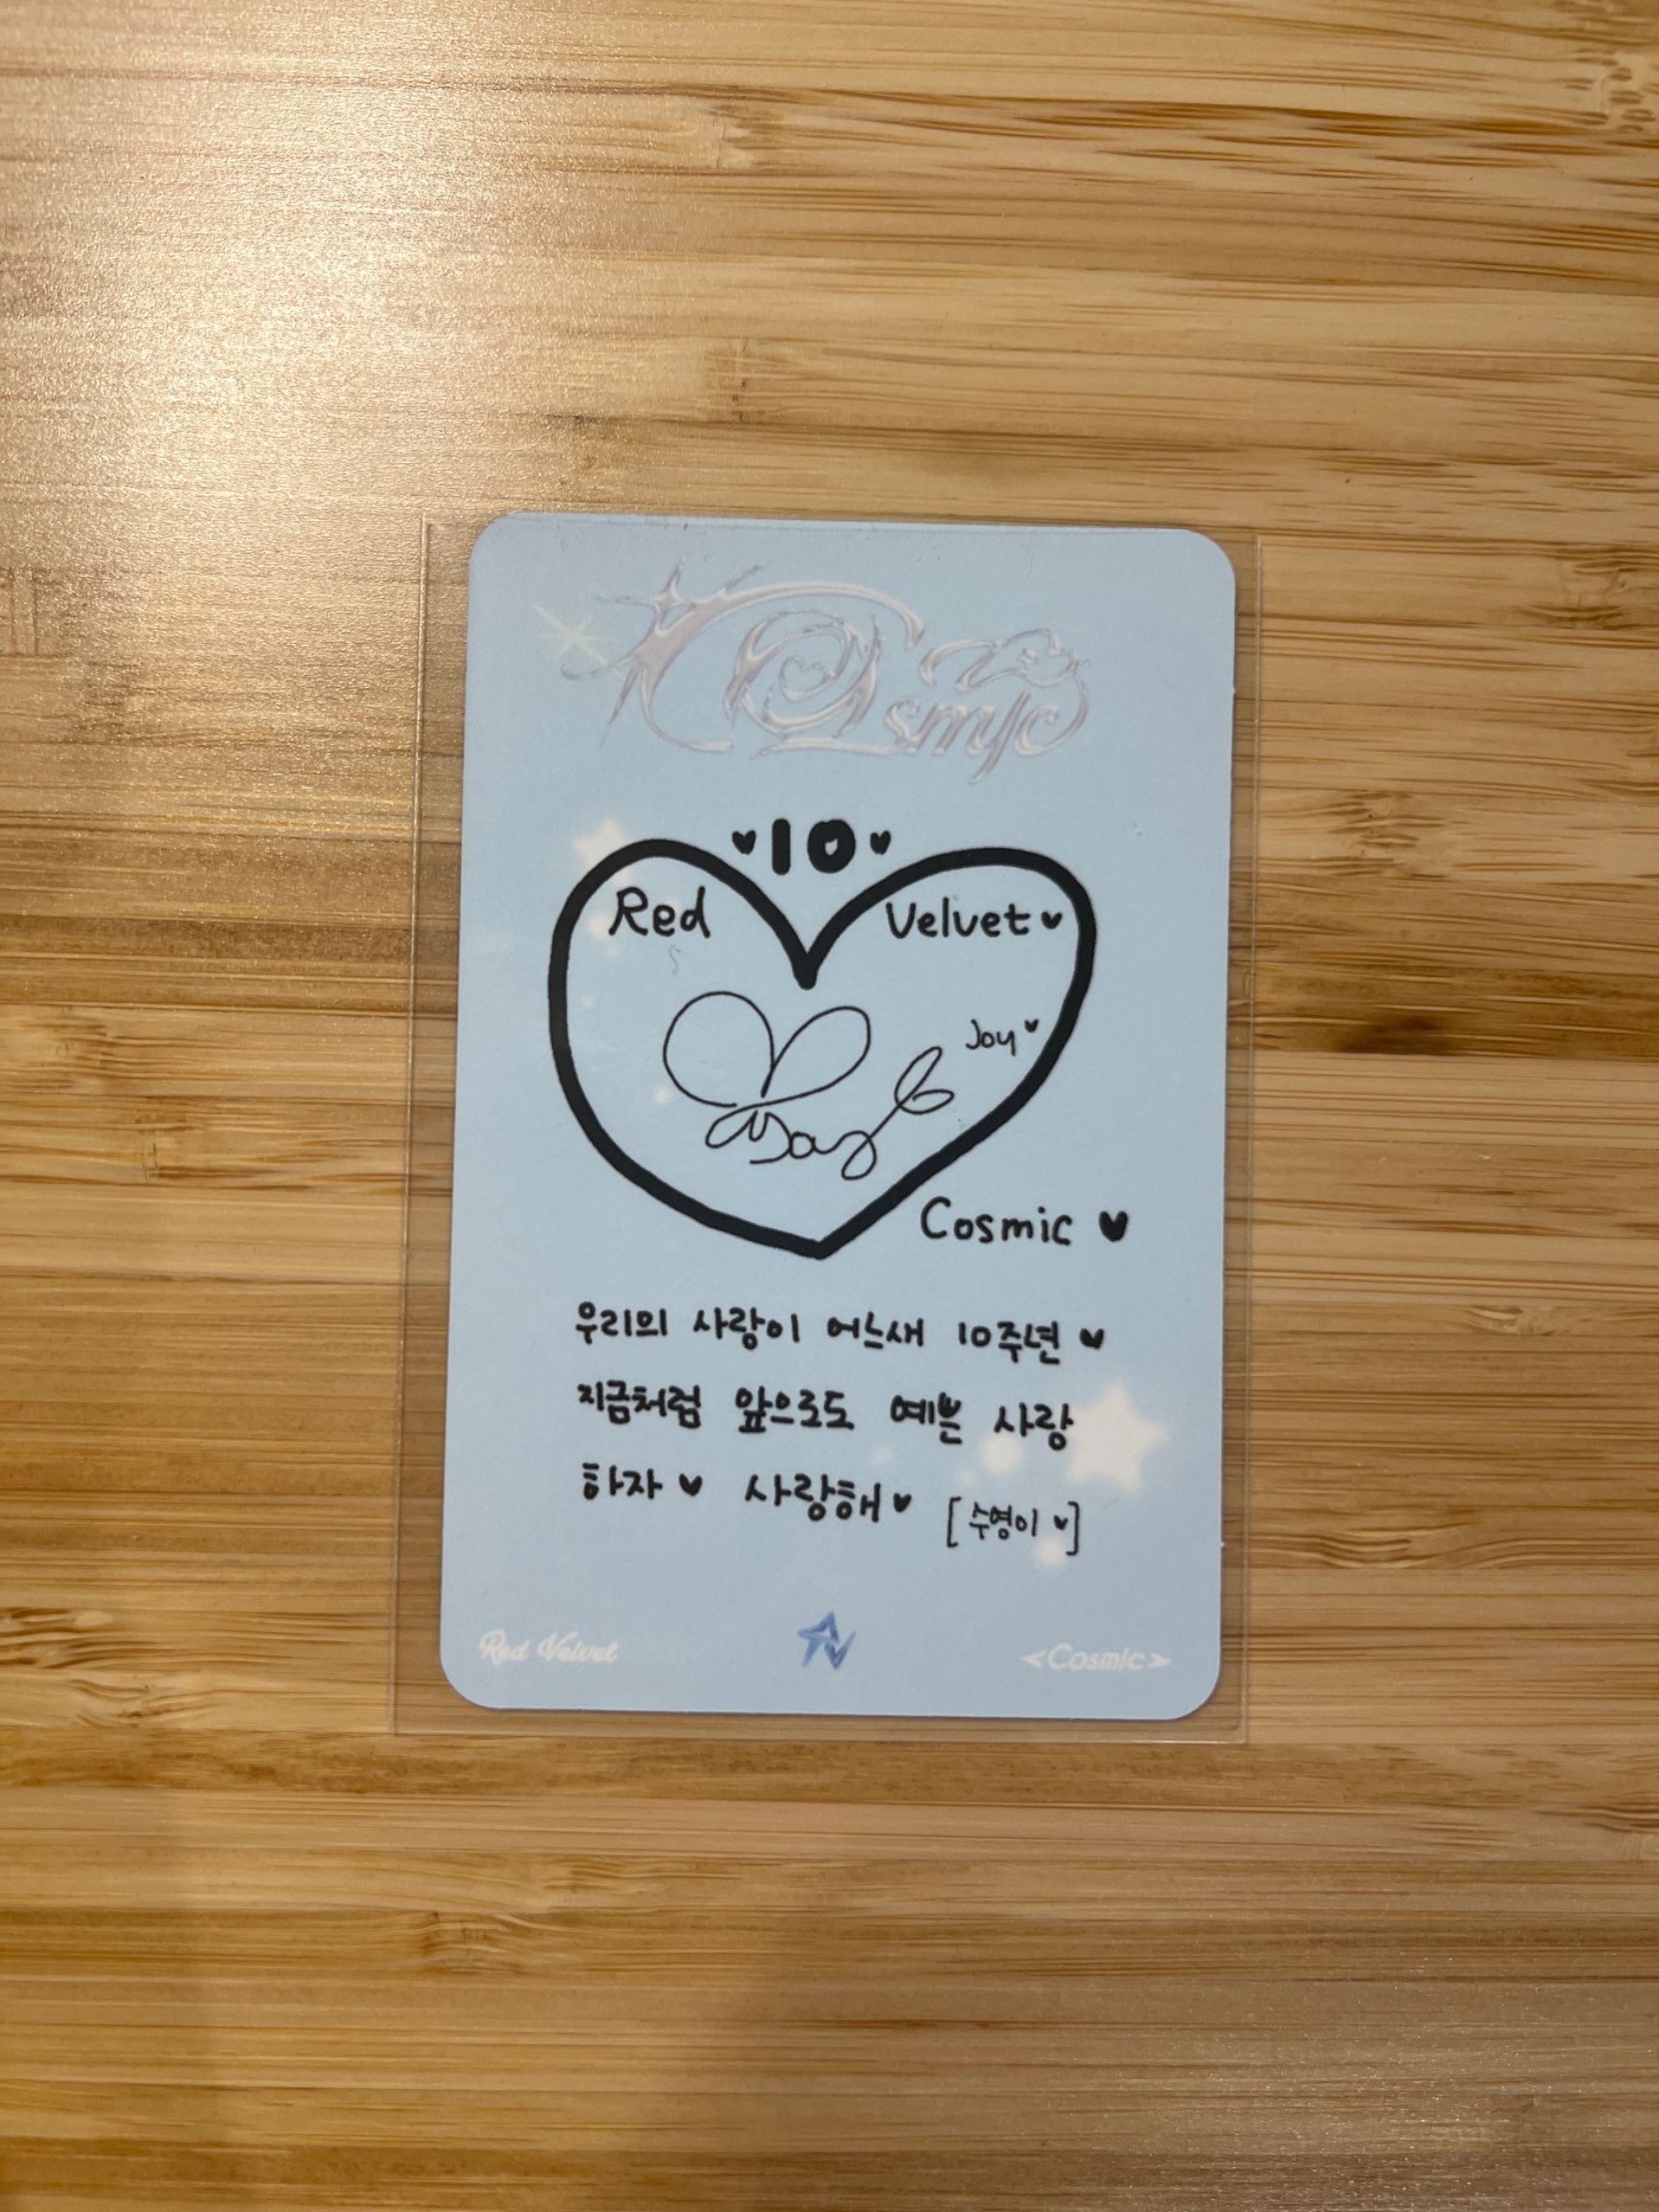 Cosmic
♥10♥
Red Velvet♥
Joy♥
Joy
Cosmic ♥
우리의 사랑이 어느새 10주년 ♥
지금처럼 앞으로도 예쁜 사랑
하자 ♥ 사랑해 ♥ [수영이 ♥]
Red Velvet RV <Cosmic>